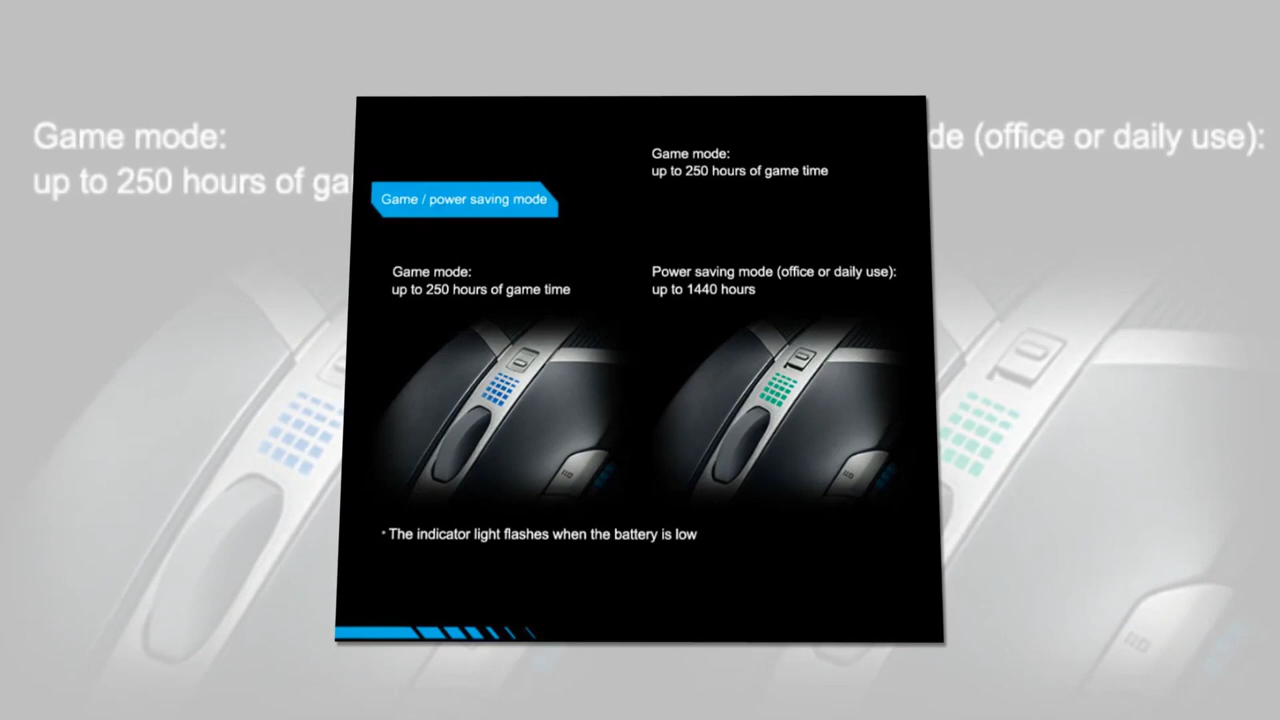 Game mode:
up to 250 hours of ga
de (office or daily use):
Game mode:
up to 250 hours of game time
Game / power saving mode
Game mode:
up to 250 hours of game time
Power saving mode (office or daily use):
up to 1440 hours
* The indicator light flashes when the battery is low